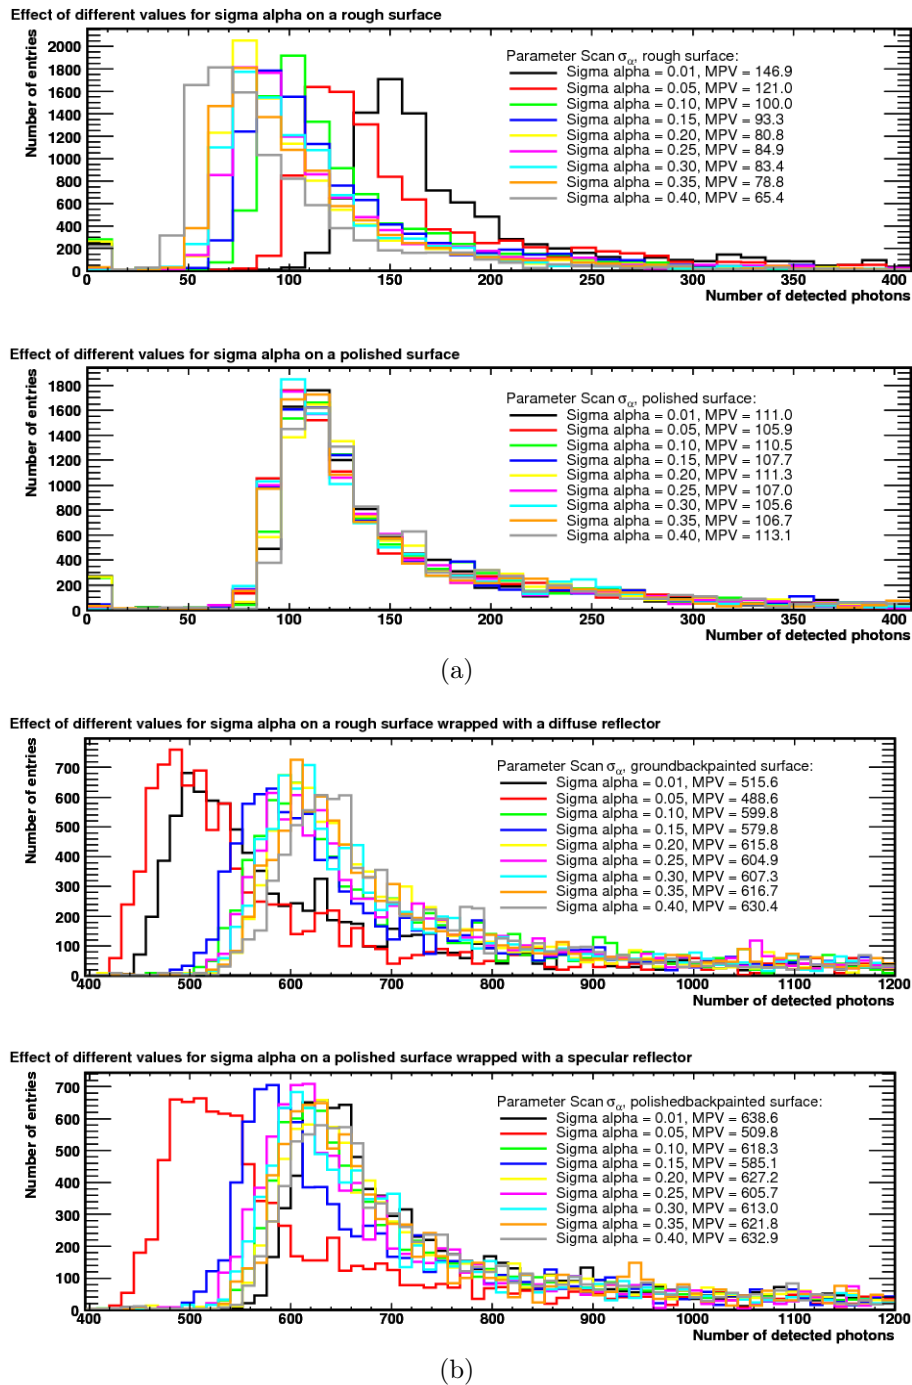 Effect of different values for sigma alpha on a rough surface
Number of entries
2000
1800
1600
1400
1200
1000
800
600
400
200
0
Parameter Scan σα, rough surface:
Sigma alpha = 0.01, MPV = 146.9
Sigma alpha = 0.05, MPV = 121.0
Sigma alpha = 0.10, MPV = 100.0
Sigma alpha = 0.15, MPV = 93.3
Sigma alpha = 0.20, MPV = 80.8
Sigma alpha = 0.25, MPV = 84.9
Sigma alpha = 0.30, MPV = 83.4
Sigma alpha = 0.35, MPV = 78.8
Sigma alpha = 0.40, MPV = 65.4
0 50 100 150 200 250 300 350 400
Number of detected photons
Effect of different values for sigma alpha on a polished surface
Number of entries
1800
1600
1400
1200
1000
800
600
400
200
0
Parameter Scan σα, polished surface:
Sigma alpha = 0.01, MPV = 111.0
Sigma alpha = 0.05, MPV = 105.9
Sigma alpha = 0.10, MPV = 110.5
Sigma alpha = 0.15, MPV = 107.7
Sigma alpha = 0.20, MPV = 111.3
Sigma alpha = 0.25, MPV = 107.0
Sigma alpha = 0.30, MPV = 105.6
Sigma alpha = 0.35, MPV = 106.7
Sigma alpha = 0.40, MPV = 113.1
0 50 100 150 200 250 300 350 400
Number of detected photons
(a)
Effect of different values for sigma alpha on a rough surface wrapped with a diffuse reflector
Number of entries
700
600
500
400
300
200
100
0
Parameter Scan σα, groundbackpainted surface:
Sigma alpha = 0.01, MPV = 515.6
Sigma alpha = 0.05, MPV = 488.6
Sigma alpha = 0.10, MPV = 599.8
Sigma alpha = 0.15, MPV = 579.8
Sigma alpha = 0.20, MPV = 615.8
Sigma alpha = 0.25, MPV = 604.9
Sigma alpha = 0.30, MPV = 607.3
Sigma alpha = 0.35, MPV = 616.7
Sigma alpha = 0.40, MPV = 630.4
400 500 600 700 800 900 1000 1100 1200
Number of detected photons
Effect of different values for sigma alpha on a polished surface wrapped with a specular reflector
Number of entries
700
600
500
400
300
200
100
0
Parameter Scan σα, polishedbackpainted surface:
Sigma alpha = 0.01, MPV = 638.6
Sigma alpha = 0.05, MPV = 509.8
Sigma alpha = 0.10, MPV = 618.3
Sigma alpha = 0.15, MPV = 585.1
Sigma alpha = 0.20, MPV = 627.2
Sigma alpha = 0.25, MPV = 605.7
Sigma alpha = 0.30, MPV = 613.0
Sigma alpha = 0.35, MPV = 621.8
Sigma alpha = 0.40, MPV = 632.9
400 500 600 700 800 900 1000 1100 1200
Number of detected photons
(b)